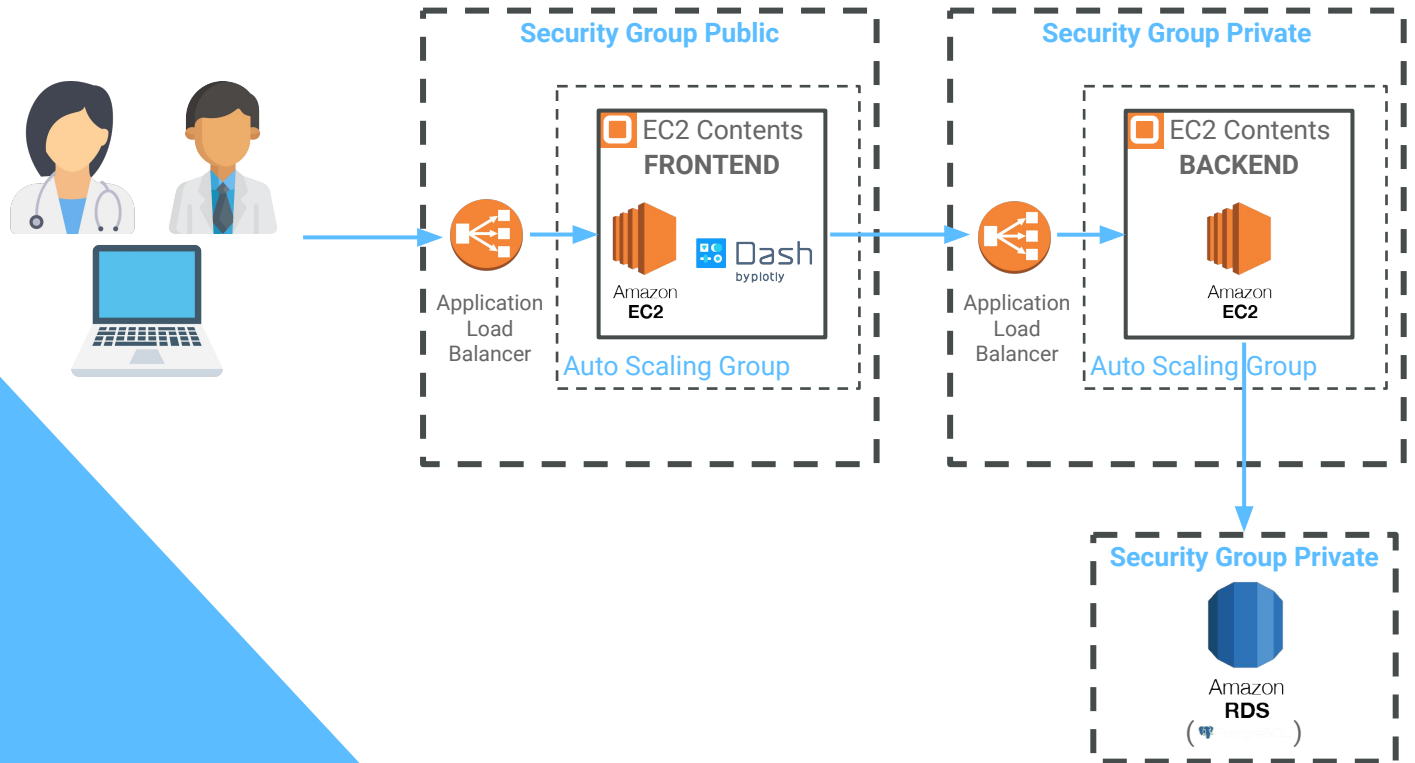 Security Group Public
EC2 Contents
FRONTEND
Amazon
EC2
Dash
by plotly
Application
Load
Balancer
Auto Scaling Group
Security Group Private
EC2 Contents
BACKEND
Amazon
EC2
Application
Load
Balancer
Auto Scaling Group
Security Group Private
Amazon
RDS
( )